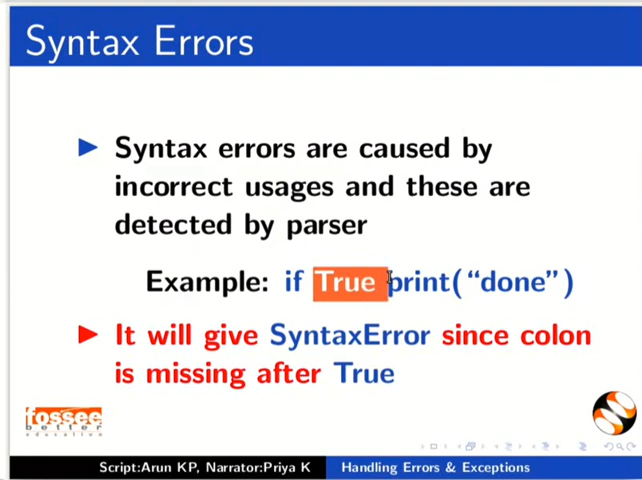 Syntax Errors
Syntax errors are caused by
incorrect usages and these are
detected by parser
Example: if True print(“done”)
It will give SyntaxError since colon
is missing after True
fossee
better
education
Script:Arun KP, Narrator:Priya K Handling Errors & Exceptions